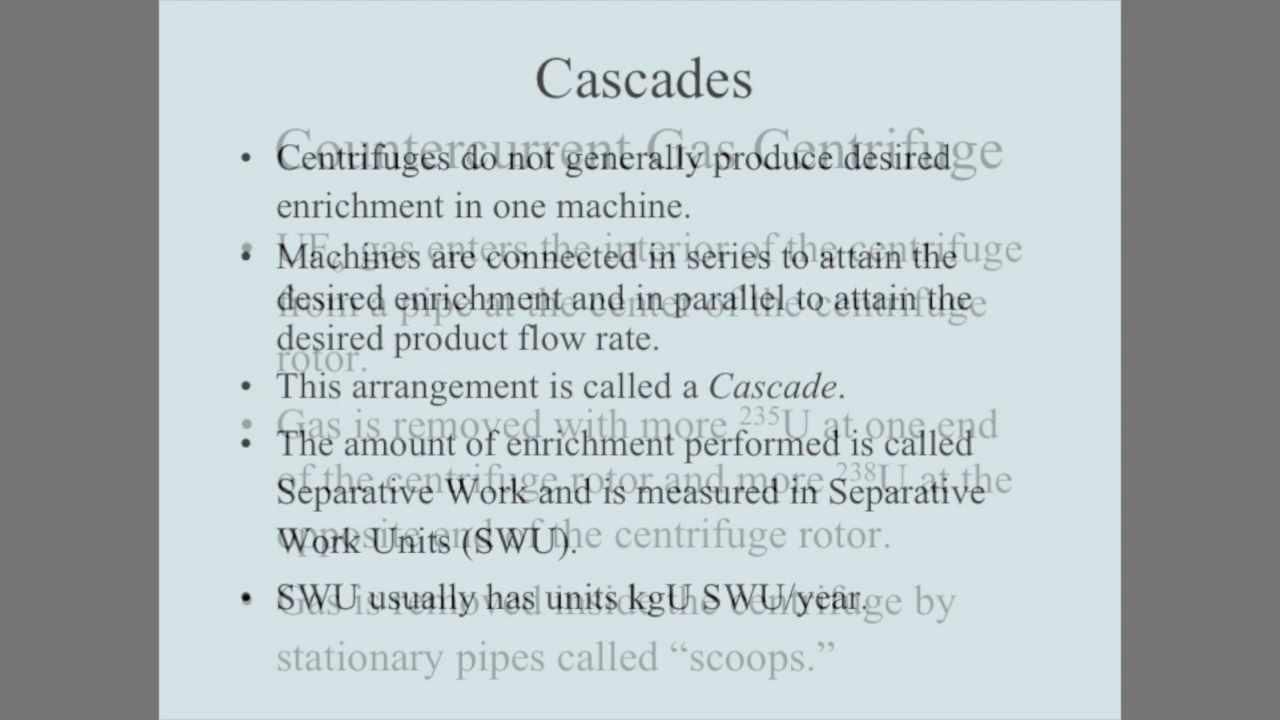 Cascades
• Centrifuges do not generally produce desired
enrichment in one machine.
• Machines are connected in series to attain the
desired enrichment and in parallel to attain the
desired product flow rate.
• This arrangement is called a Cascade.
• The amount of enrichment performed is called
Separative Work and is measured in Separative
Work Units (SWU).
• SWU usually has units kgU SWU/year.
Countercurrent Gas Centrifuge
• UF6 gas enters the interior of the centrifuge
from a pipe at the center of the centrifuge
rotor.
• Gas is removed with more 235U at one end
of the centrifuge rotor and more 238U at the
opposite end of the centrifuge rotor.
• Gas is removed inside the centrifuge by
stationary pipes called “scoops.”